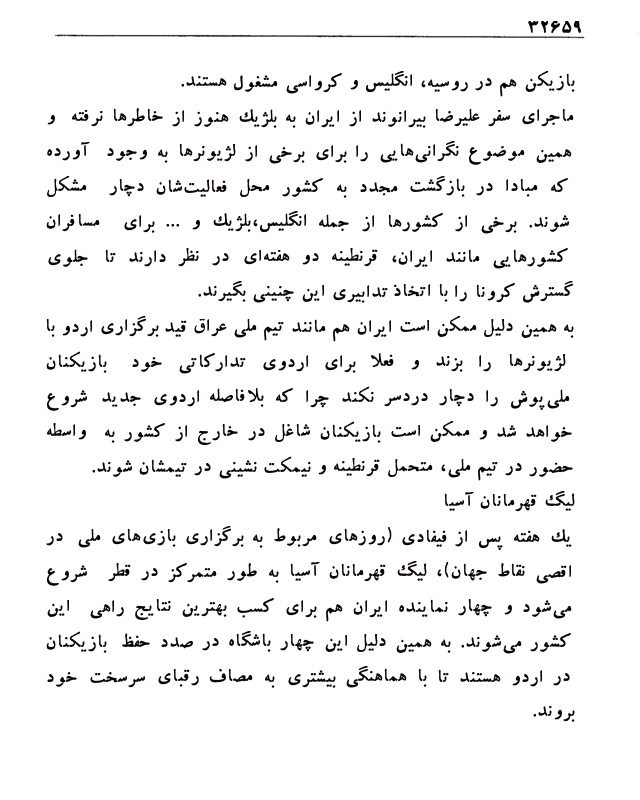 ۳۲۶۵۹
بازیکن هم در روسیه، انگلیس و کرواسی مشغول هستند.
ماجرای سفر علیرضا بیرانوند از ایران به بلژیك هنوز از خاطرها نرفته و
همین موضوع نگرانی‌هایی را برای برخی از لژیونرها به وجود آورده
که مبادا در بازگشت مجدد به کشور محل فعالیت‌شان دچار مشکل
شوند. برخی از کشورها از جمله انگلیس،بلژیك و ... برای مسافران
کشورهایی مانند ایران، قرنطینه دو هفته‌ای در نظر دارند تا جلوی
گسترش کرونا را با اتخاذ تدابیری این چنینی بگیرند.
به همین دلیل ممکن است ایران هم مانند تیم ملی عراق قید برگزاری اردو با
لژیونرها را بزند و فعلا برای اردوی تدارکاتی خود بازیکنان
ملی‌پوش را دچار دردسر نکند چرا که بلافاصله اردوی جدید شروع
خواهد شد و ممکن است بازیکنان شاغل در خارج از کشور به واسطه
حضور در تیم ملی، متحمل قرنطینه و نیمکت نشینی در تیمشان شوند.
لیگ قهرمانان آسیا
یك هفته پس از فیفادی (روزهای مربوط به برگزاری بازی‌های ملی در
اقصی نقاط جهان)، لیگ قهرمانان آسیا به طور متمرکز در قطر شروع
می‌شود و چهار نماینده ایران هم برای کسب بهترین نتایج راهی این
کشور می‌شوند. به همین دلیل این چهار باشگاه در صدد حفظ بازیکنان
در اردو هستند تا با هماهنگی بیشتری به مصاف رقبای سرسخت خود
بروند.